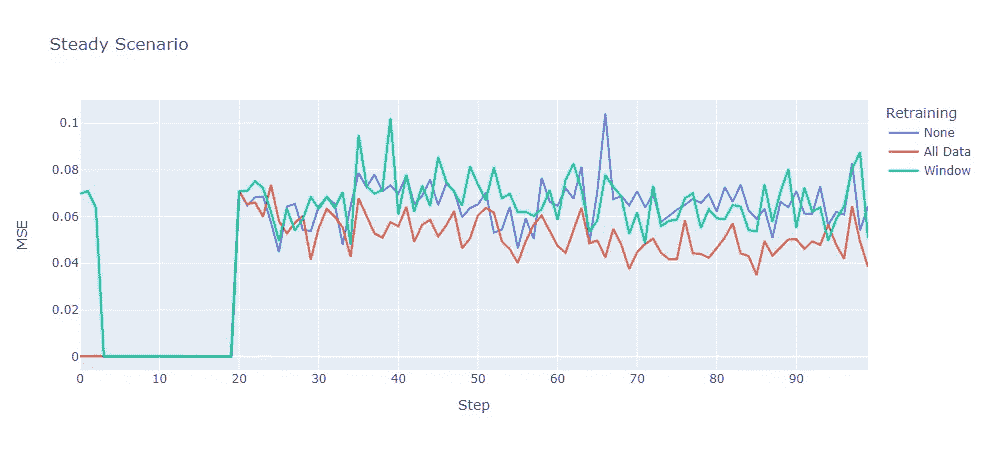 Steady Scenario
Retraining
None
All Data
Window
MSE
0.1
0.08
0.06
0.04
0.02
0
0 10 20 30 40 50 60 70 80 90
Step